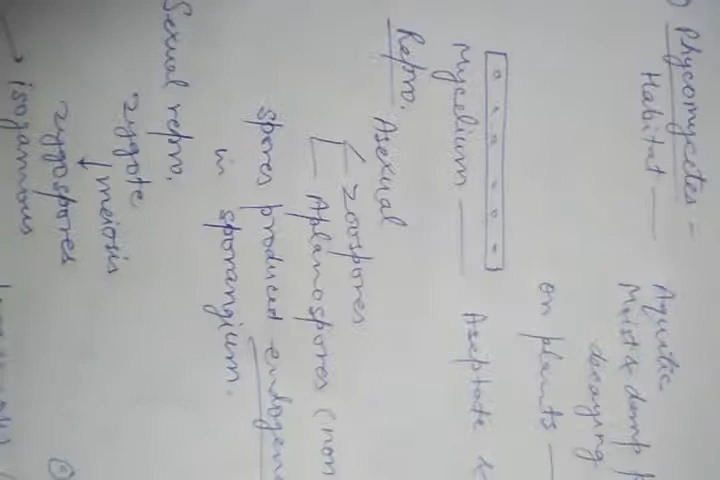 Phycomycetes -
Habitat — Aquatic
Moist & damp
decaying
on plants —
Mycelium — Aseptate
Repro. Asexual
Zoospores
Aplanospores (non
spores produced
in sporangium.
Sexual repro.
zygote
↓ meiosis
zygospores
→ isogamous